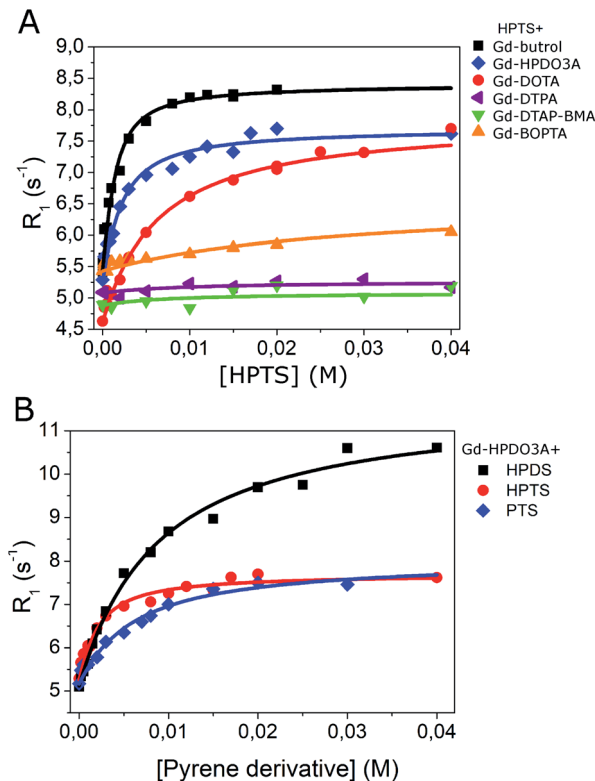 A
HPTS+
Gd-butrol
Gd-HPDO3A
Gd-DOTA
Gd-DTPA
Gd-DTAP-BMA
Gd-BOPTA
9,0
8,5
8,0
7,5
7,0
6,5
6,0
5,5
5,0
4,5
R1 (s-1)
0,00 0,01 0,02 0,03 0,04
[HPTS] (M)
B
Gd-HPDO3A+
HPDS
HPTS
PTS
11
10
9
8
7
6
5
R1 (s-1)
0,00 0,01 0,02 0,03 0,04
[Pyrene derivative] (M)